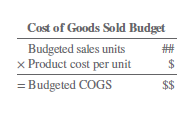 Cost of Goods Sold Budget
Budgeted sales units ##
× Product cost per unit $
= Budgeted COGS $$